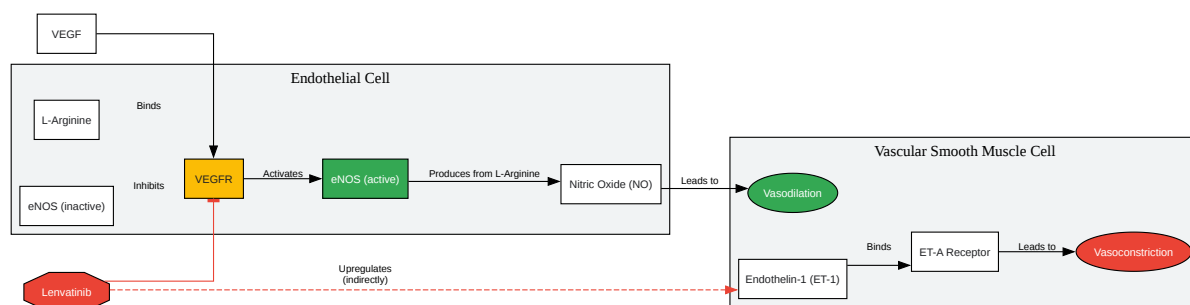 VEGF
Endothelial Cell
L-Arginine
Binds
eNOS (inactive)
Inhibits
VEGFR
Activates
eNOS (active)
Produces from L-Arginine
Nitric Oxide (NO)
Leads to
Vascular Smooth Muscle Cell
Vasodilation
Binds
ET-A Receptor
Leads to
Vasoconstriction
Endothelin-1 (ET-1)
Upregulates
(indirectly)
Lenvatinib